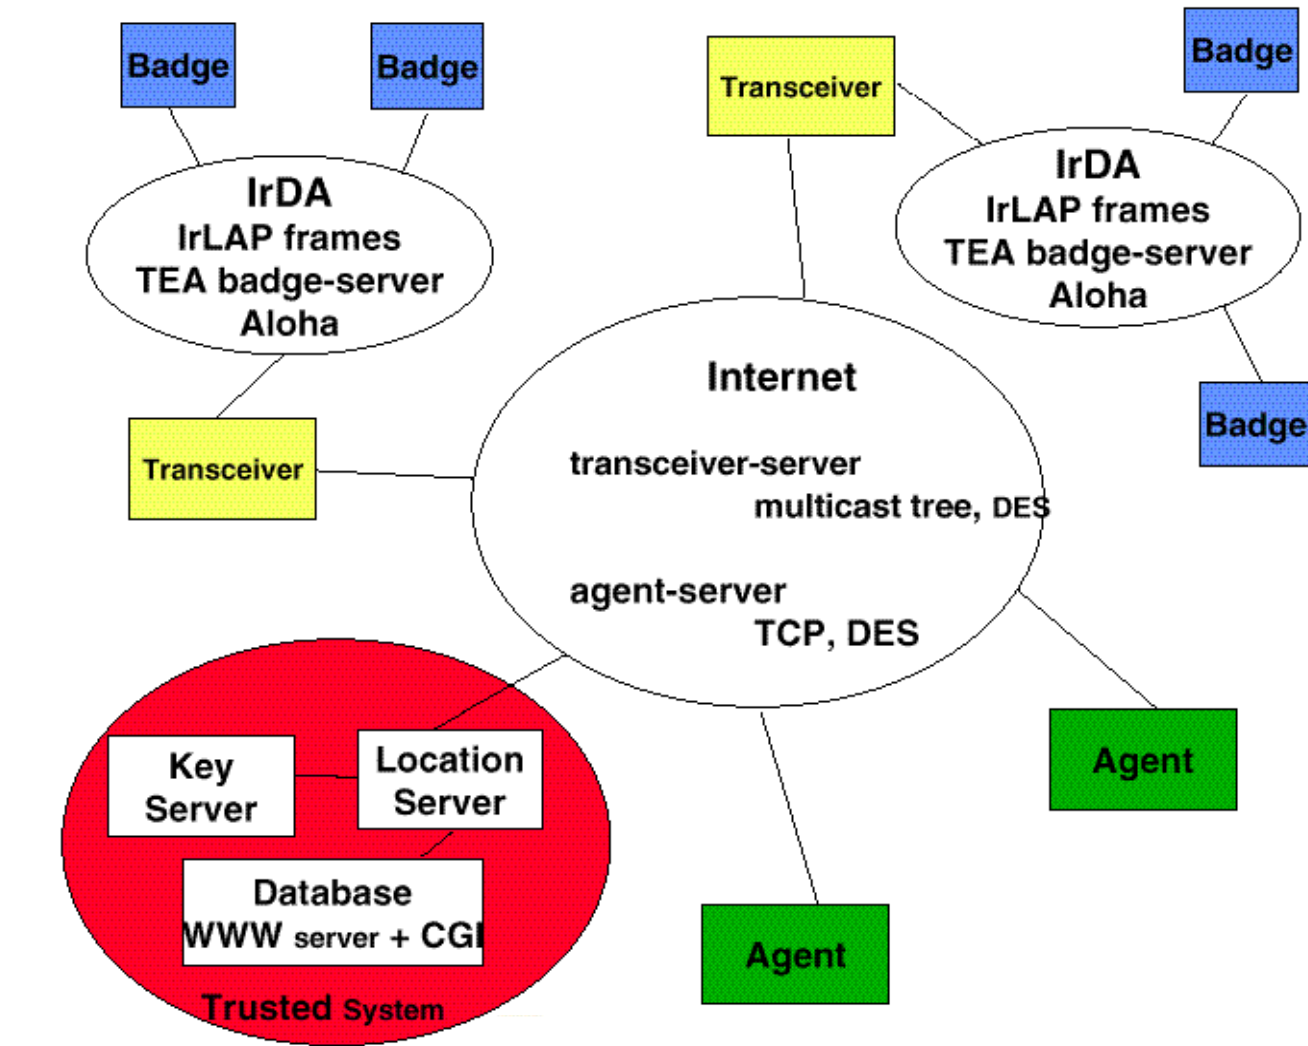 Badge
Badge
Transceiver
Badge
IrDA
IrLAP frames
TEA badge-server
Aloha
IrDA
IrLAP frames
TEA badge-server
Aloha
Badge
Transceiver
Internet
transceiver-server
multicast tree, DES
agent-server
TCP, DES
Key
Server
Location
Server
Database
WWW server + CGI
Trusted System
Agent
Agent